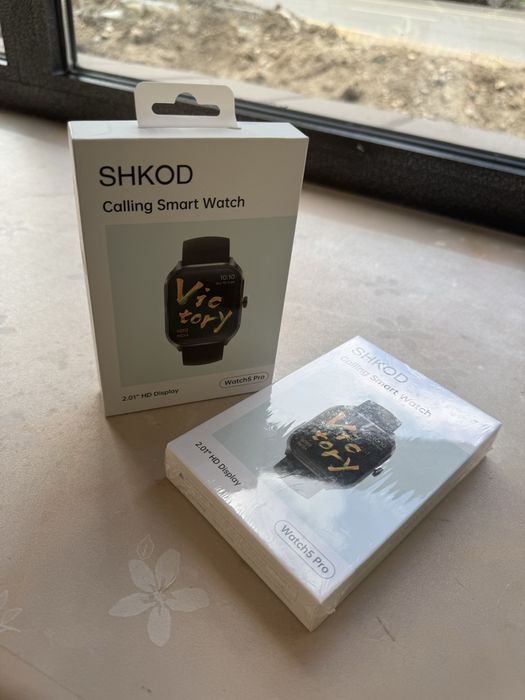 SHKOD
Calling Smart Watch
10:10
Vic
tory
2.01" HD Display
Watch5 Pro
SHKOD
Calling Smart Watch
Vic
tory
2.01" HD Display
Watch5 Pro